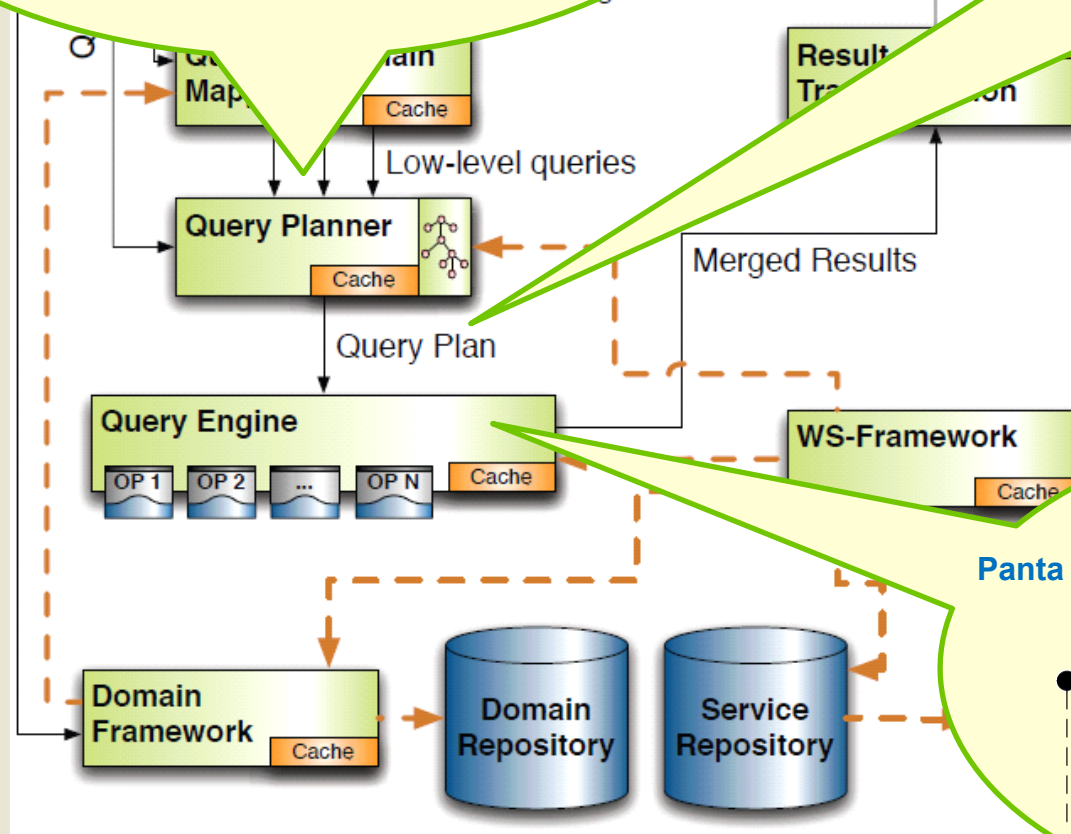 Q
Cache
Low-level queries
Query Planner
Cache
Merged Results
Query Plan
Query Engine
OP 1
OP 2
...
OP N
Cache
WS-Framework
Cache
Panta
Domain
Framework
Cache
Domain
Repository
Service
Repository
Result